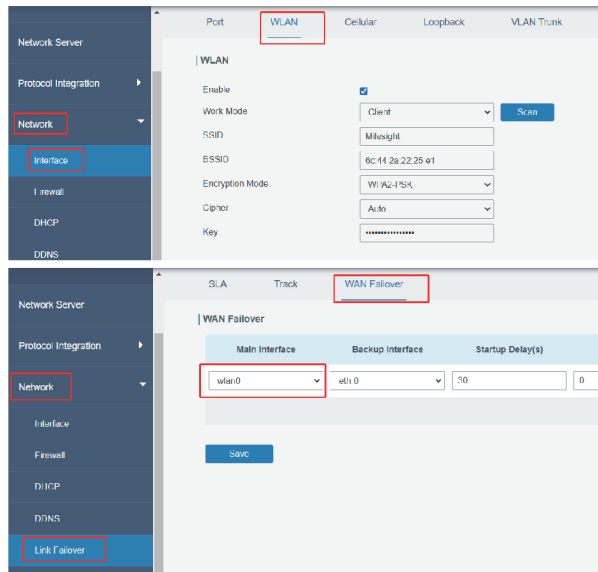 Port WLAN Cellular Loopback VLAN Trunk
Network Server
WLAN
Protocol Integration
Enable
Work Mode Client Scan
Network
SSID Milesight
Interface
BSSID 6c:44:2a:22:25:e1
Encryption Mode WPA2-PSK
Firewall
Cipher Auto
DHCP
Key ••••••••••••••••
DDNS
SLA Track WAN Failover
Network Server
WAN Failover
Protocol Integration
Main Interface Backup Interface Startup Delay(s)
Network
wlan0 eth 0 30 0
Interface
Firewall
Save
DHCP
DDNS
Link Failover